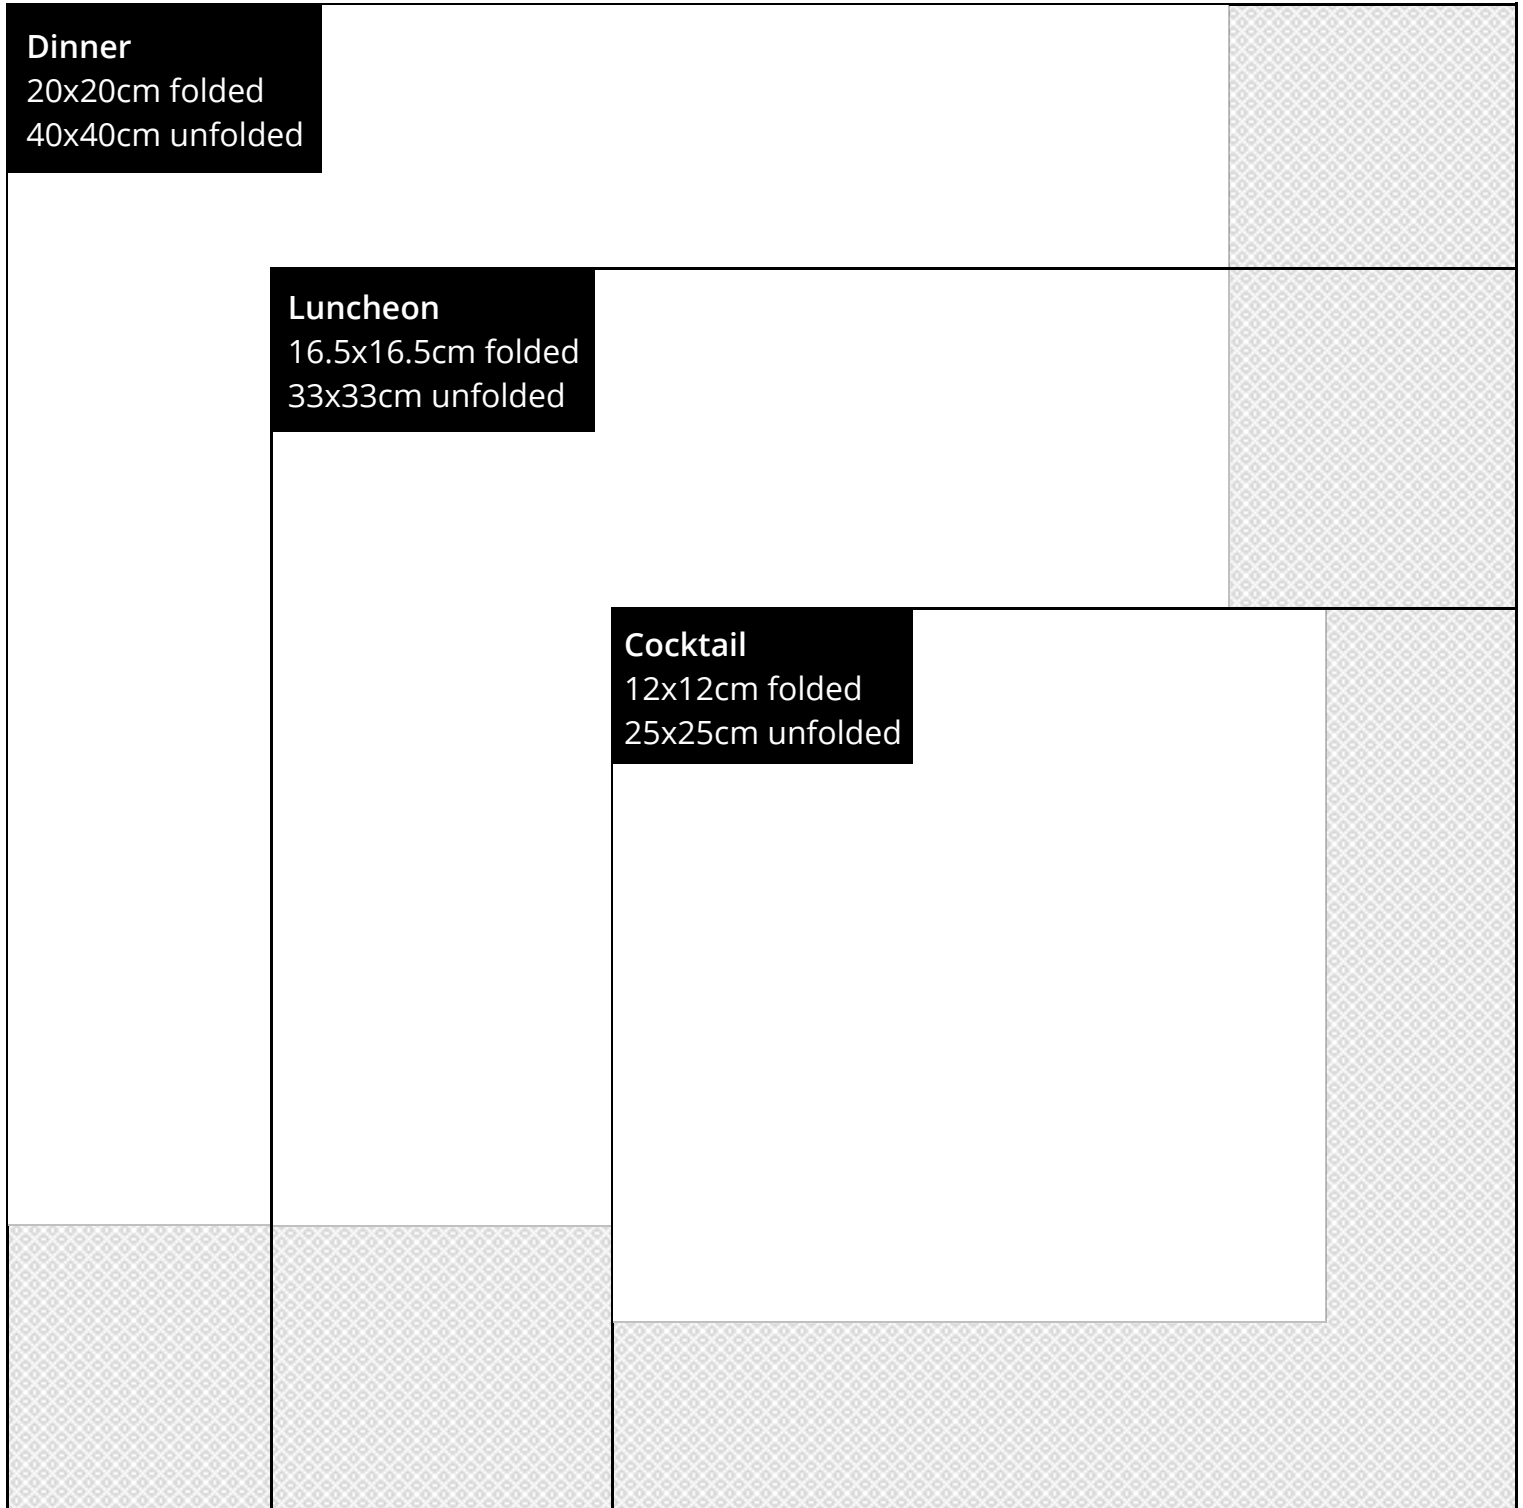 Dinner
20x20cm folded
40x40cm unfolded
Luncheon
16.5x16.5cm folded
33x33cm unfolded
Cocktail
12x12cm folded
25x25cm unfolded